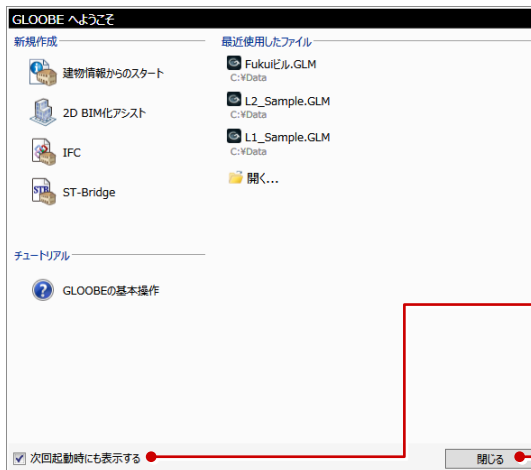 GLOOBE へようこそ
新規作成
建物情報からのスタート
2D BIM化アシスト
IFC
STB
ST-Bridge
チュートリアル
GLOOBEの基本操作
最近使用したファイル
Fukuiビル.GLM
C:¥Data
L2_Sample.GLM
C:¥Data
L1_Sample.GLM
C:¥Data
開く...
次回起動時にも表示する
閉じる